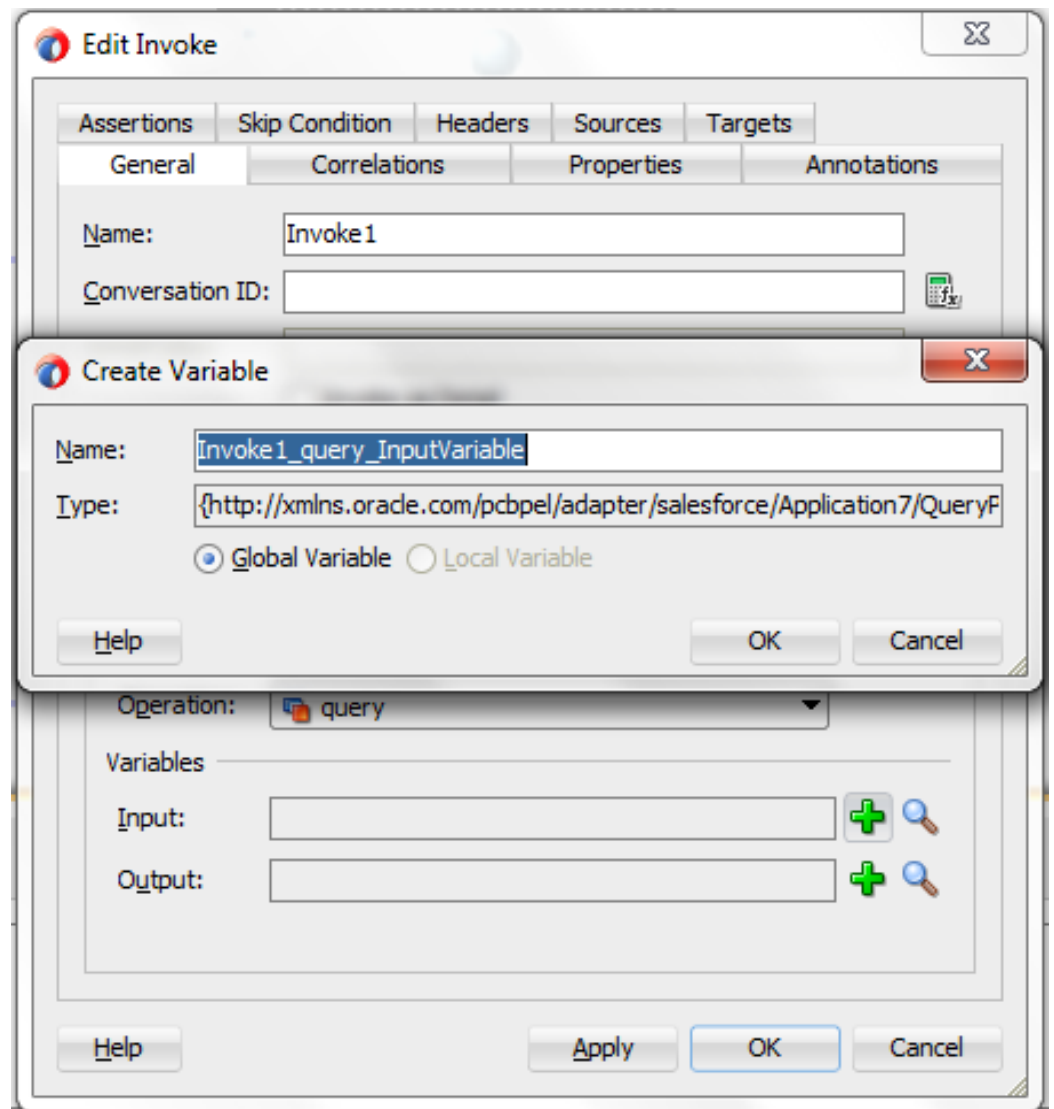 Edit Invoke
Assertions Skip Condition Headers Sources Targets
General Correlations Properties Annotations
Name: Invoke1
Conversation ID:
Create Variable
Name: Invoke1_query_InputVariable
Type: {http://xmlns.oracle.com/pcbpel/adapter/salesforce/Application7/QueryP
Global Variable Local Variable
Help OK Cancel
Operation: query
Variables
Input:
Output:
Help Apply OK Cancel